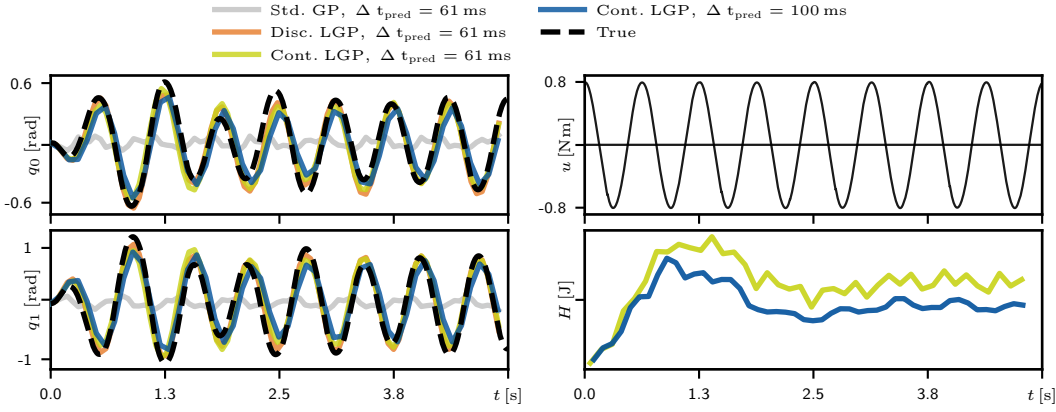 Std. GP, Δ t_pred = 61 ms
Disc. LGP, Δ t_pred = 61 ms
Cont. LGP, Δ t_pred = 61 ms
Cont. LGP, Δ t_pred = 100 ms
True
0.6
-0.6
q0 [rad]
0.8
-0.8
u [Nm]
1
-1
q1 [rad]
0.0
1.3
2.5
3.8
t [s]
H [J]
0.0
1.3
2.5
3.8
t [s]